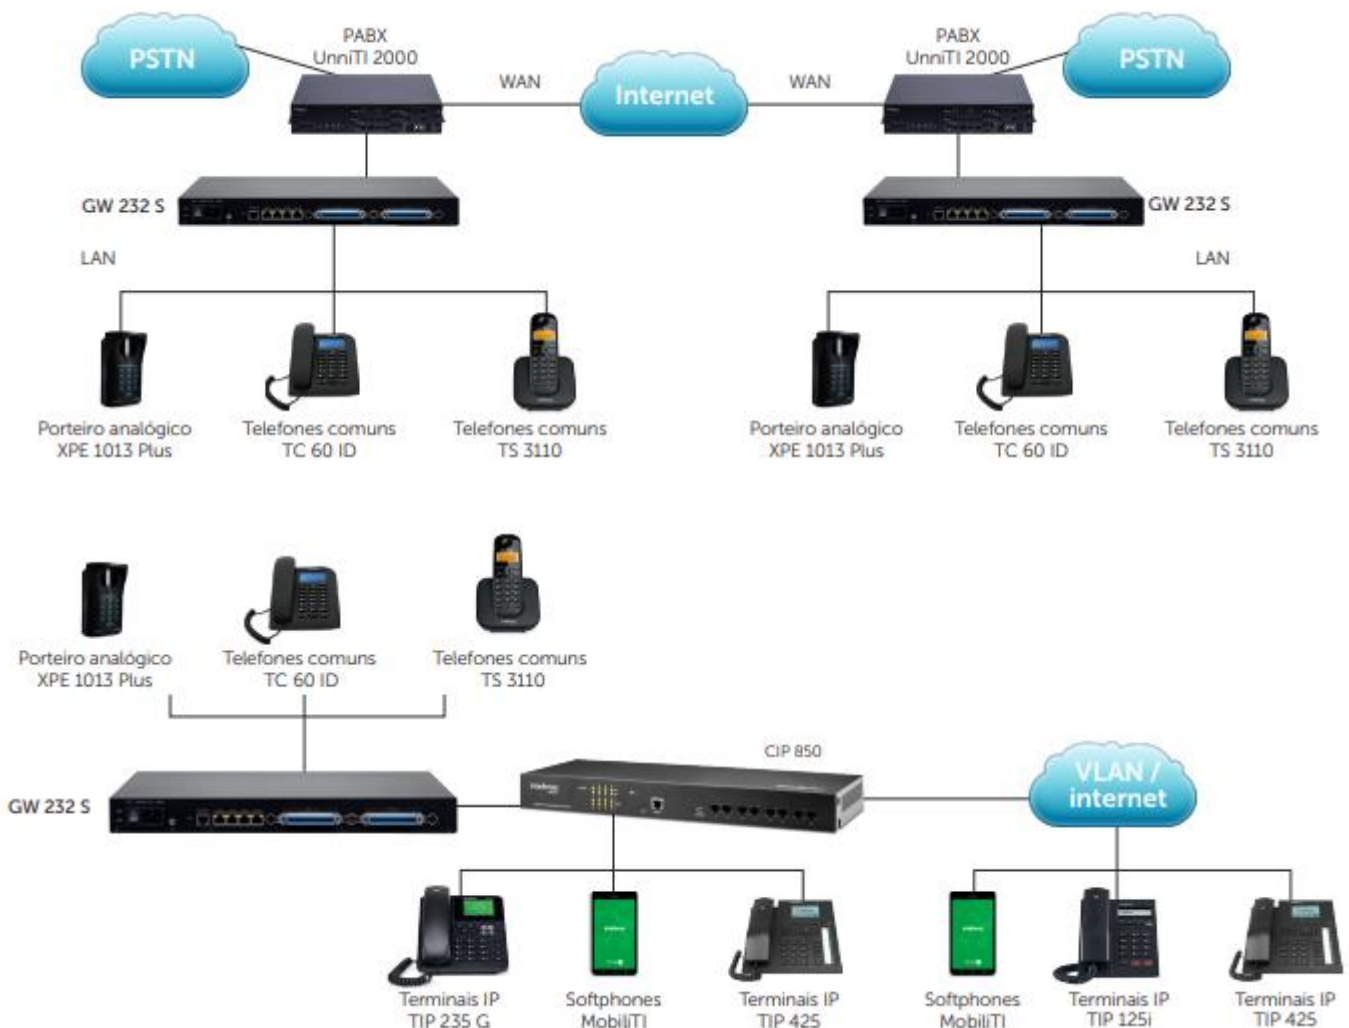 PSTN
PABX
UnniTI 2000
WAN
Internet
WAN
PABX
UnniTI 2000
PSTN
GW 232 S
GW 232 S
LAN
LAN
Porteiro analógico
XPE 1013 Plus
Telefones comuns
TC 60 ID
Telefones comuns
TS 3110
Porteiro analógico
XPE 1013 Plus
Telefones comuns
TC 60 ID
Telefones comuns
TS 3110
Porteiro analógico
XPE 1013 Plus
Telefones comuns
TC 60 ID
Telefones comuns
TS 3110
CIP 850
VLAN /
internet
GW 232 S
Terminais IP
TIP 235 G
Softphones
MobiliTI
Terminais IP
TIP 425
Softphones
MobiliTI
Terminais IP
TIP 125i
Terminais IP
TIP 425